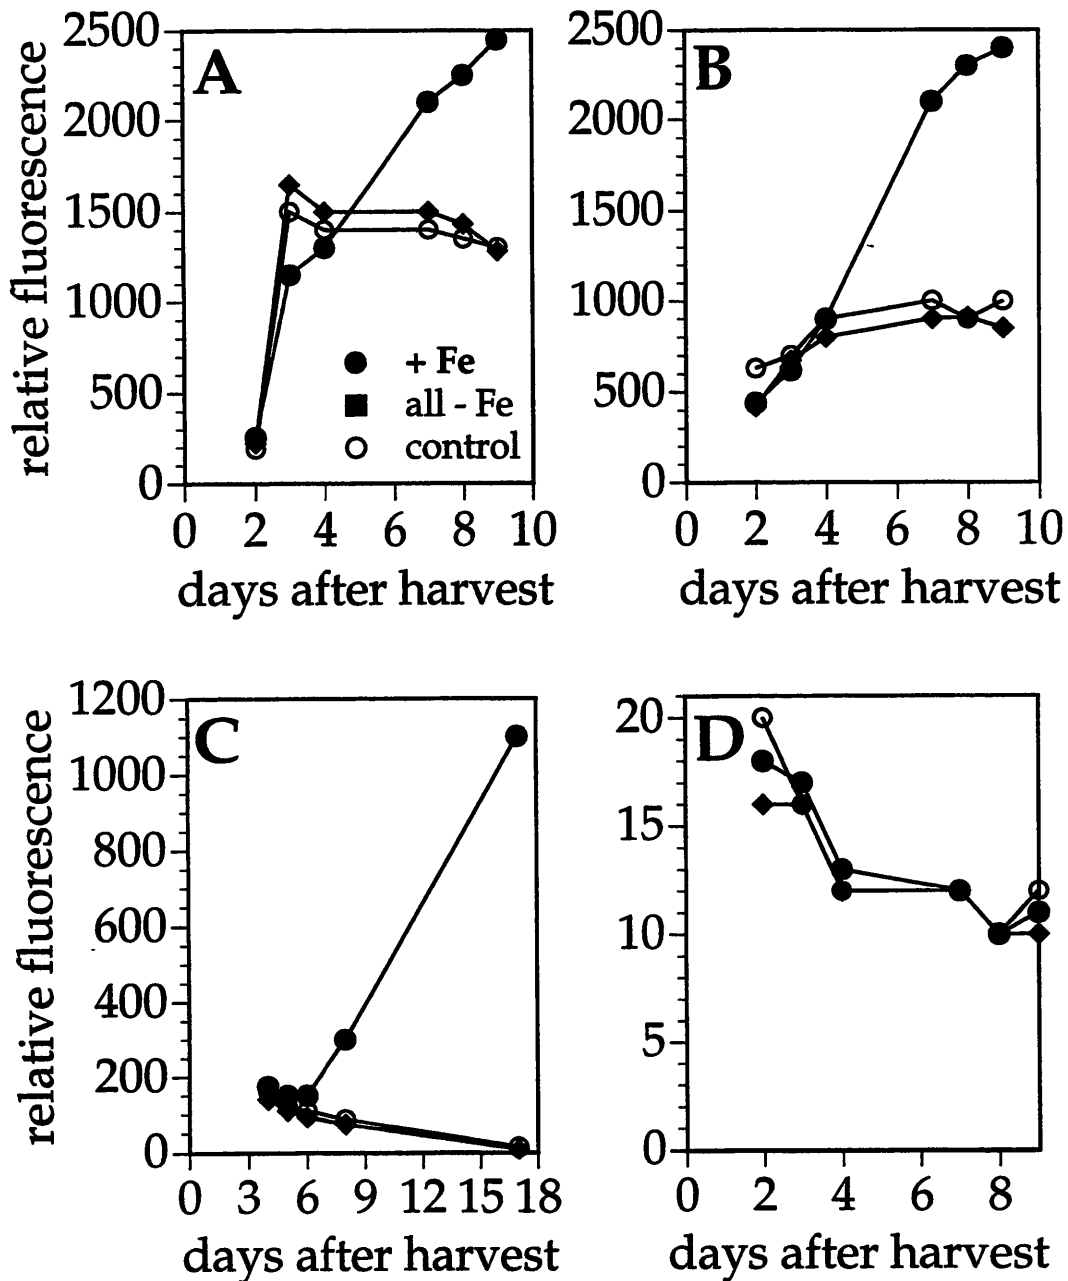 A
relative fluorescence
2500
2000
1500
1000
500
0
+ Fe
all - Fe
control
0 2 4 6 8 10
days after harvest
B
2500
2000
1500
1000
500
0
0 2 4 6 8 10
days after harvest
C
relative fluorescence
1200
1000
800
600
400
200
0
0 3 6 9 12 15 18
days after harvest
D
20
15
10
5
0
0 2 4 6 8
days after harvest